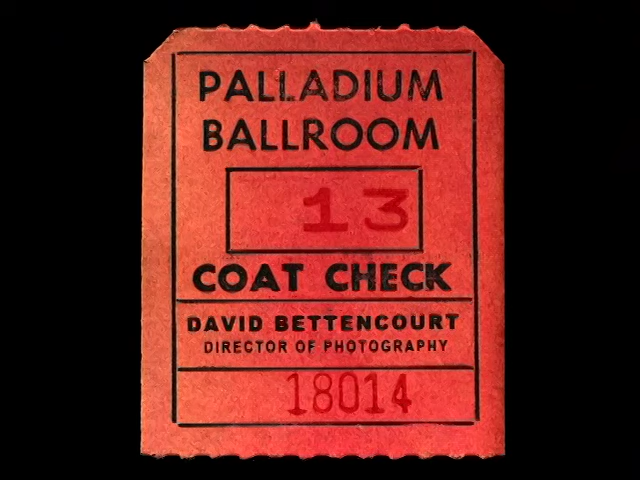 PALLADIUM
BALLROOM
13
COAT CHECK
DAVID BETTENCOURT
DIRECTOR OF PHOTOGRAPHY
18014